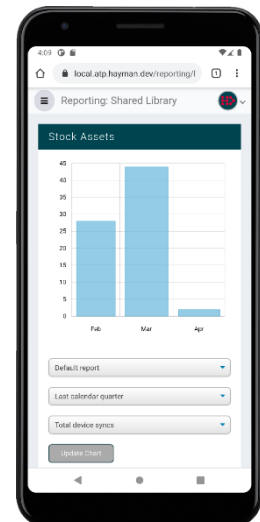 4:09
local.atp.hayman.dev/reporting/l 1
Reporting: Shared Library
Stock Assets
45
40
35
30
25
20
15
10
5
0
Feb Mar Apr
Default report
Last calendar quarter
Total device syncs
Update Chart